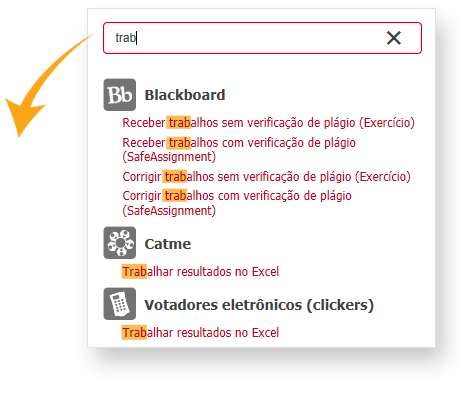 trab
Bb Blackboard
Receber trabalhos sem verificação de plágio (Exercício)
Receber trabalhos com verificação de plágio
(SafeAssignment)
Corrigir trabalhos sem verificação de plágio (Exercício)
Corrigir trabalhos com verificação de plágio
(SafeAssignment)
Catme
Trabalhar resultados no Excel
Votadores eletrônicos (clickers)
Trabalhar resultados no Excel